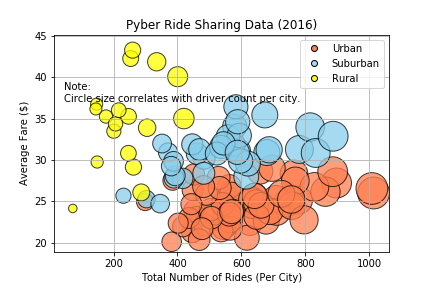 Pyber Ride Sharing Data (2016)
45
40
35
30
25
20
Average Fare ($)
Note:
Circle size correlates with driver count per city.
Urban
Suburban
Rural
200
400
600
800
1000
Total Number of Rides (Per City)